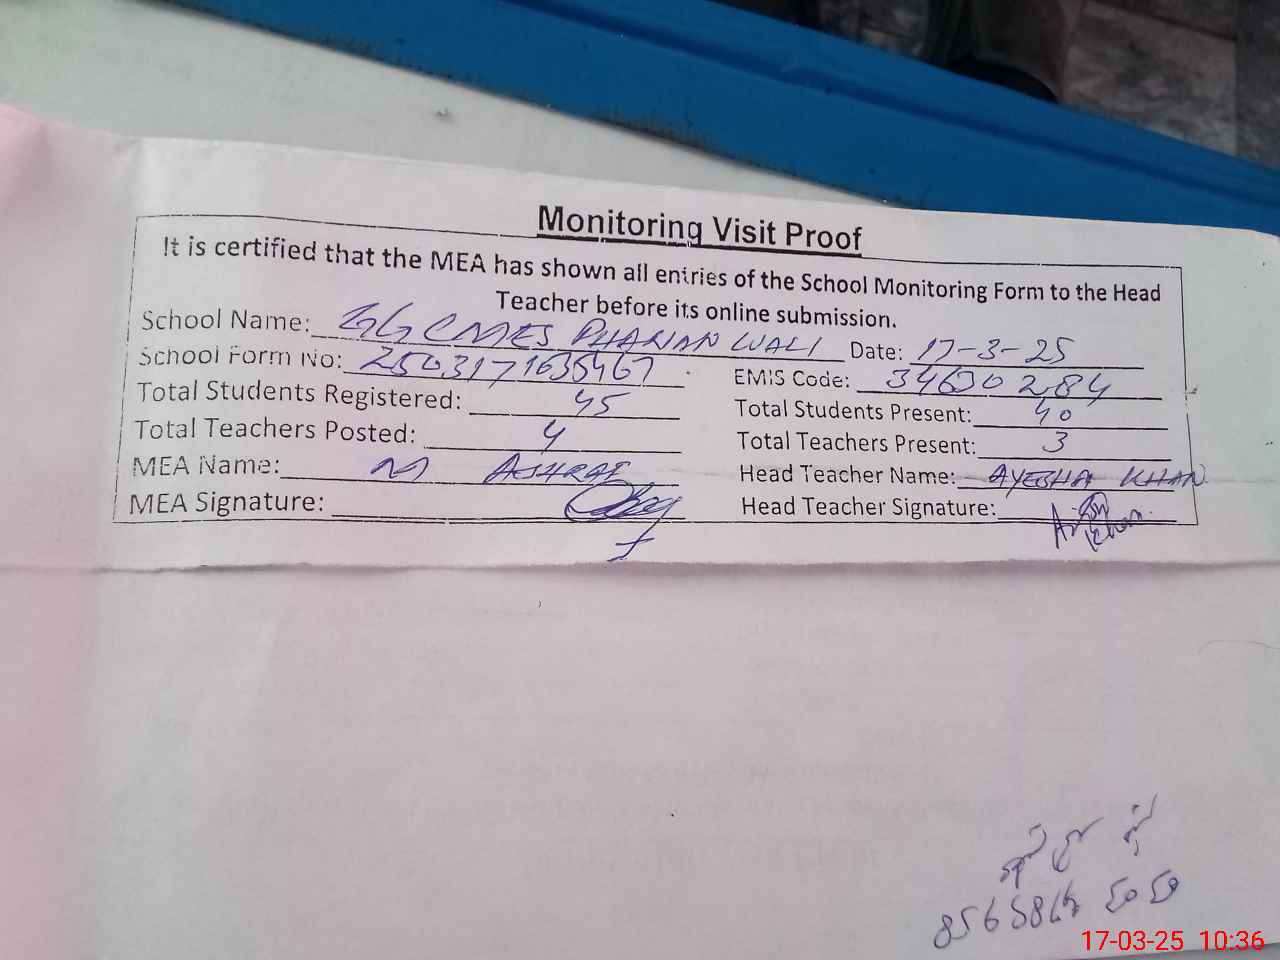 Monitoring Visit Proof
It is certified that the MEA has shown all entries of the School Monitoring Form to the Head
Teacher before its online submission.
School Name: GGCMES PHANAN WALI Date: 17-3-25
School Form No: 2503171635467 EMIS Code: 34630284
Total Students Registered: 45 Total Students Present: 40
Total Teachers Posted: 4 Total Teachers Present: 3
MEA Name: M ASHRAF Head Teacher Name: AYESHA KHAN
MEA Signature: Head Teacher Signature:
17-03-25 10:36